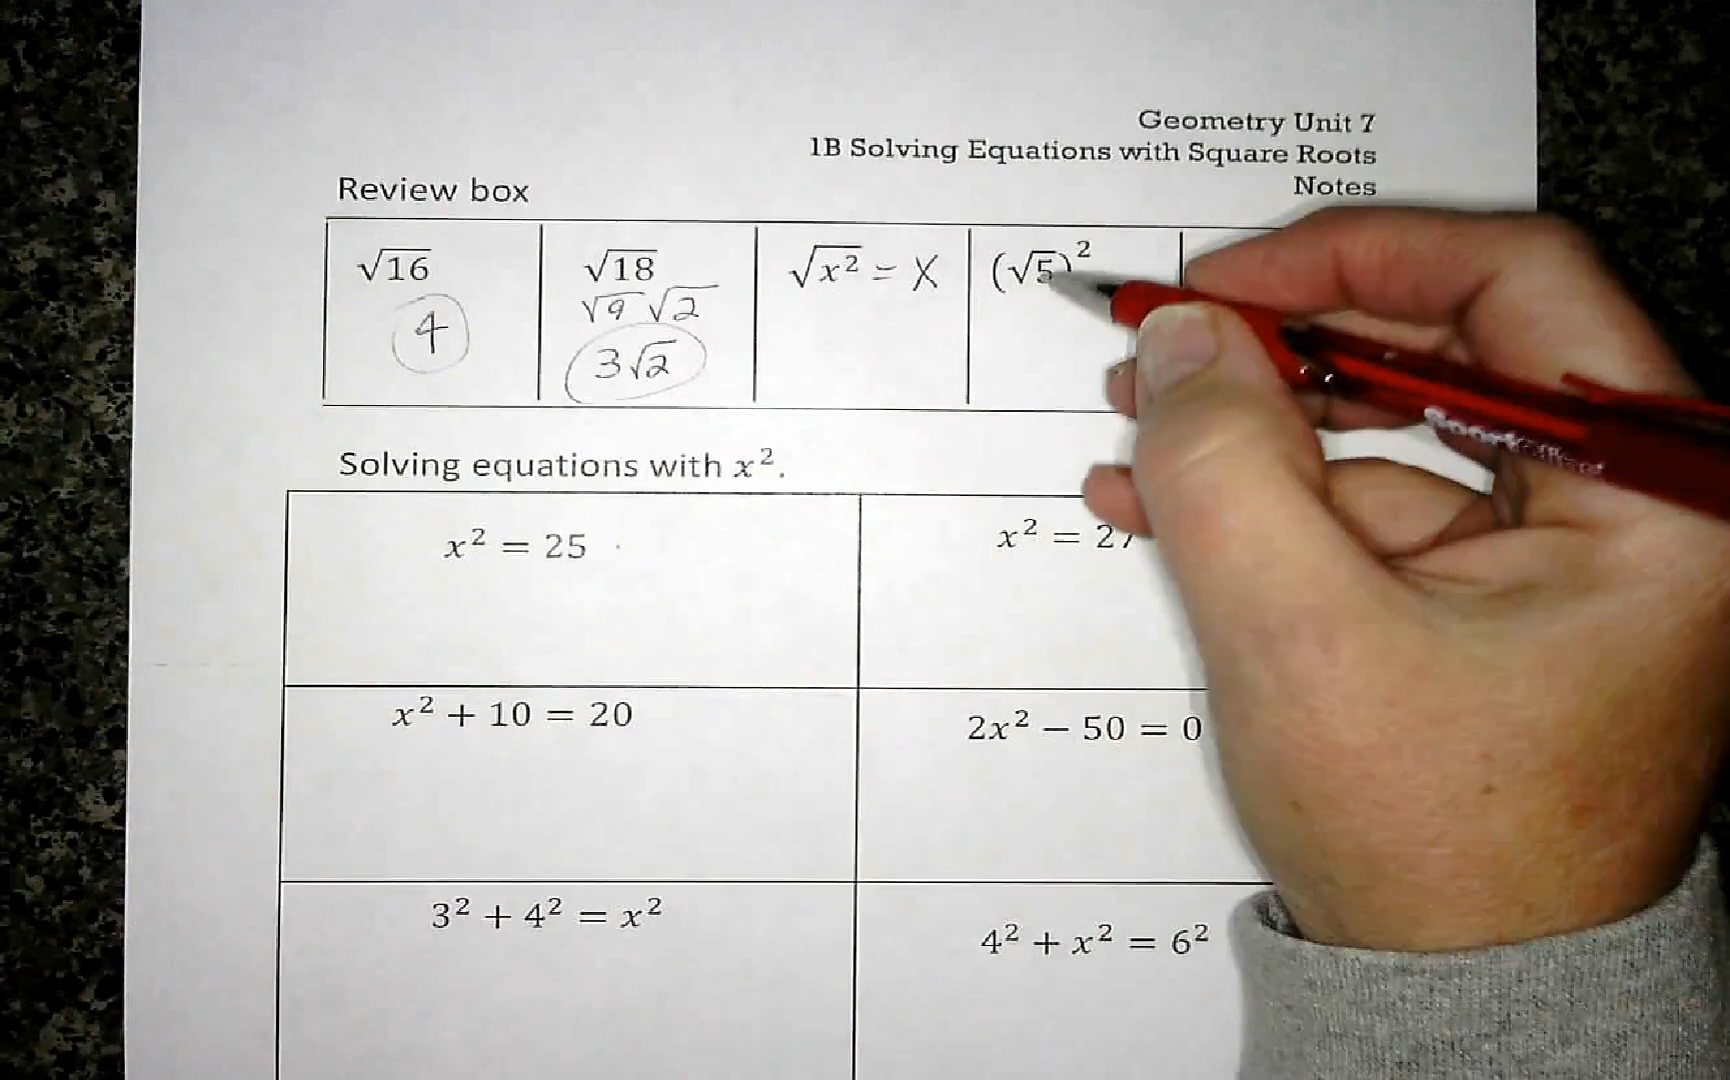 Geometry Unit 7
1B Solving Equations with Square Roots
Notes
Review box
√16
4
√18
√9 √2
3√2
√x² = X
(√5)²
Solving equations with x².
x² = 25
x² = 27
x² + 10 = 20
2x² − 50 = 0
3² + 4² = x²
4² + x² = 6²